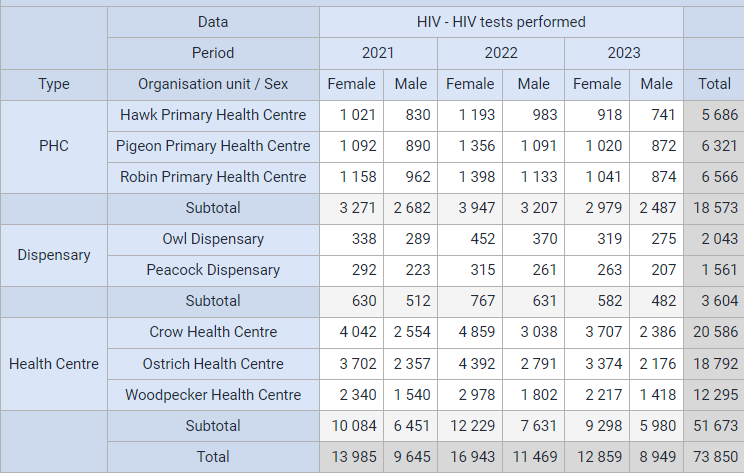 Data HIV - HIV tests performed
Period 2021 2022 2023
Type Organisation unit / Sex Female Male Female Male Female Male Total
Hawk Primary Health Centre 1 021 830 1 193 983 918 741 5 686
PHC Pigeon Primary Health Centre 1 092 890 1 356 1 091 1 020 872 6 321
Robin Primary Health Centre 1 158 962 1 398 1 133 1 041 874 6 566
Subtotal 3 271 2 682 3 947 3 207 2 979 2 487 18 573
Dispensary Owl Dispensary 338 289 452 370 319 275 2 043
Peacock Dispensary 292 223 315 261 263 207 1 561
Subtotal 630 512 767 631 582 482 3 604
Crow Health Centre 4 042 2 554 4 859 3 038 3 707 2 386 20 586
Health Centre Ostrich Health Centre 3 702 2 357 4 392 2 791 3 374 2 176 18 792
Woodpecker Health Centre 2 340 1 540 2 978 1 802 2 217 1 418 12 295
Subtotal 10 084 6 451 12 229 7 631 9 298 5 980 51 673
Total 13 985 9 645 16 943 11 469 12 859 8 949 73 850